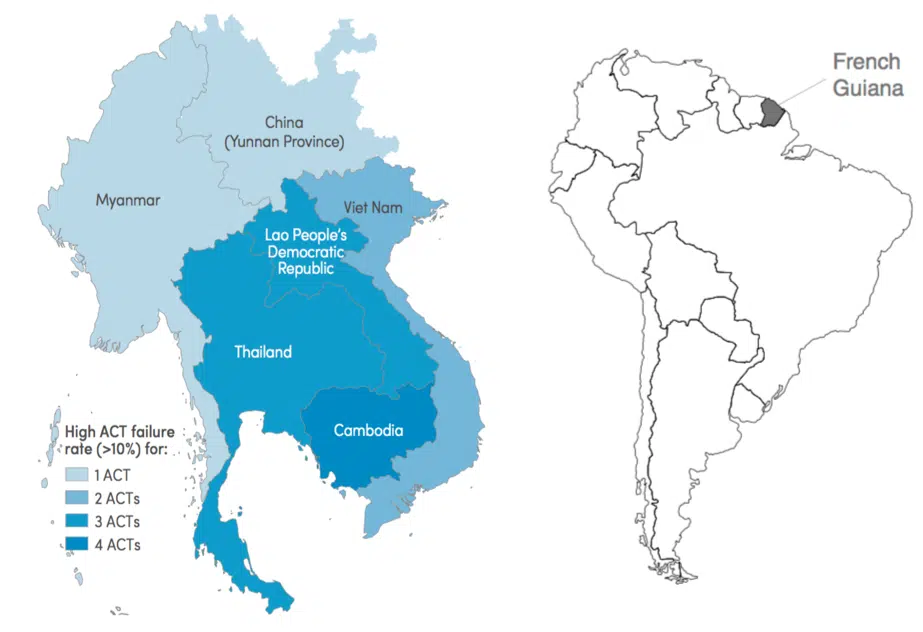 China
(Yunnan Province)
Myanmar
Viet Nam
Lao People's
Democratic
Republic
Thailand
Cambodia
High ACT failure
rate (>10%) for:
1 ACT
2 ACTs
3 ACTs
4 ACTs
French
Guiana